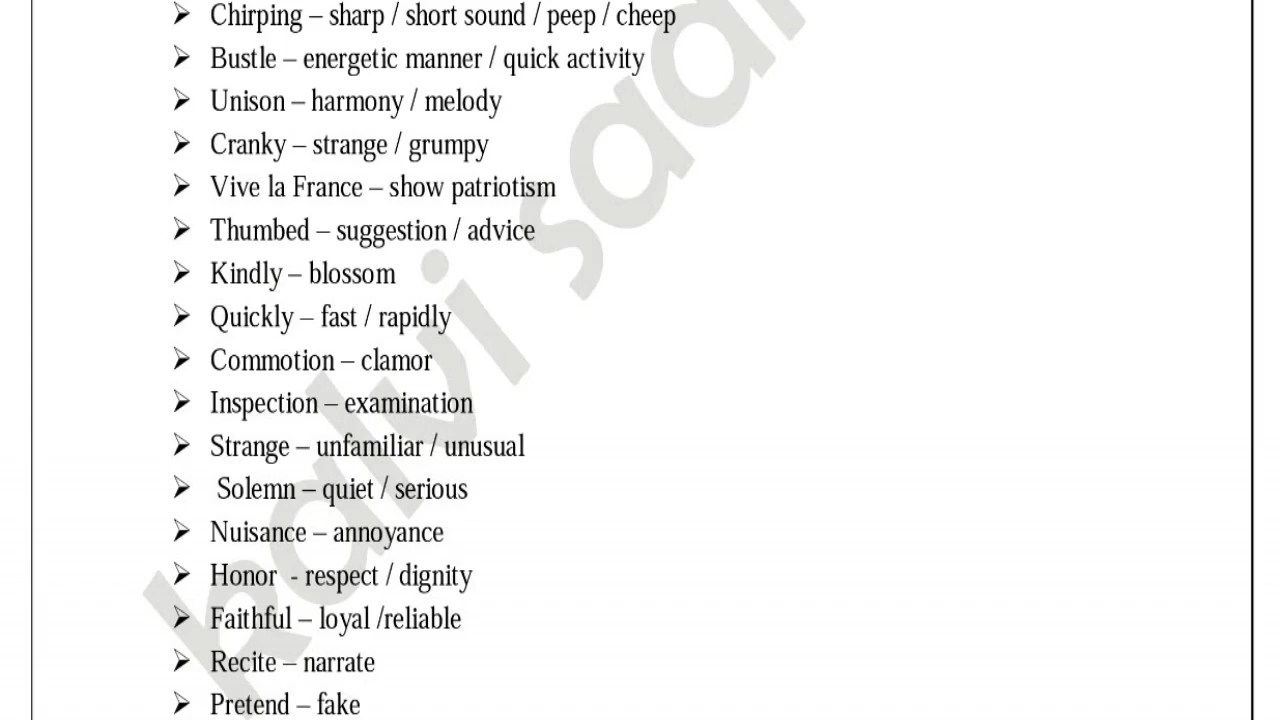 ➢ Chirping – sharp / short sound / peep / cheep
➢ Bustle – energetic manner / quick activity
➢ Unison – harmony / melody
➢ Cranky – strange / grumpy
➢ Vive la France – show patriotism
➢ Thumbed – suggestion / advice
➢ Kindly – blossom
➢ Quickly – fast / rapidly
➢ Commotion – clamor
➢ Inspection – examination
➢ Strange – unfamiliar / unusual
➢ Solemn – quiet / serious
➢ Nuisance – annoyance
➢ Honor - respect / dignity
➢ Faithful – loyal /reliable
➢ Recite – narrate
➢ Pretend – fake
kalvi